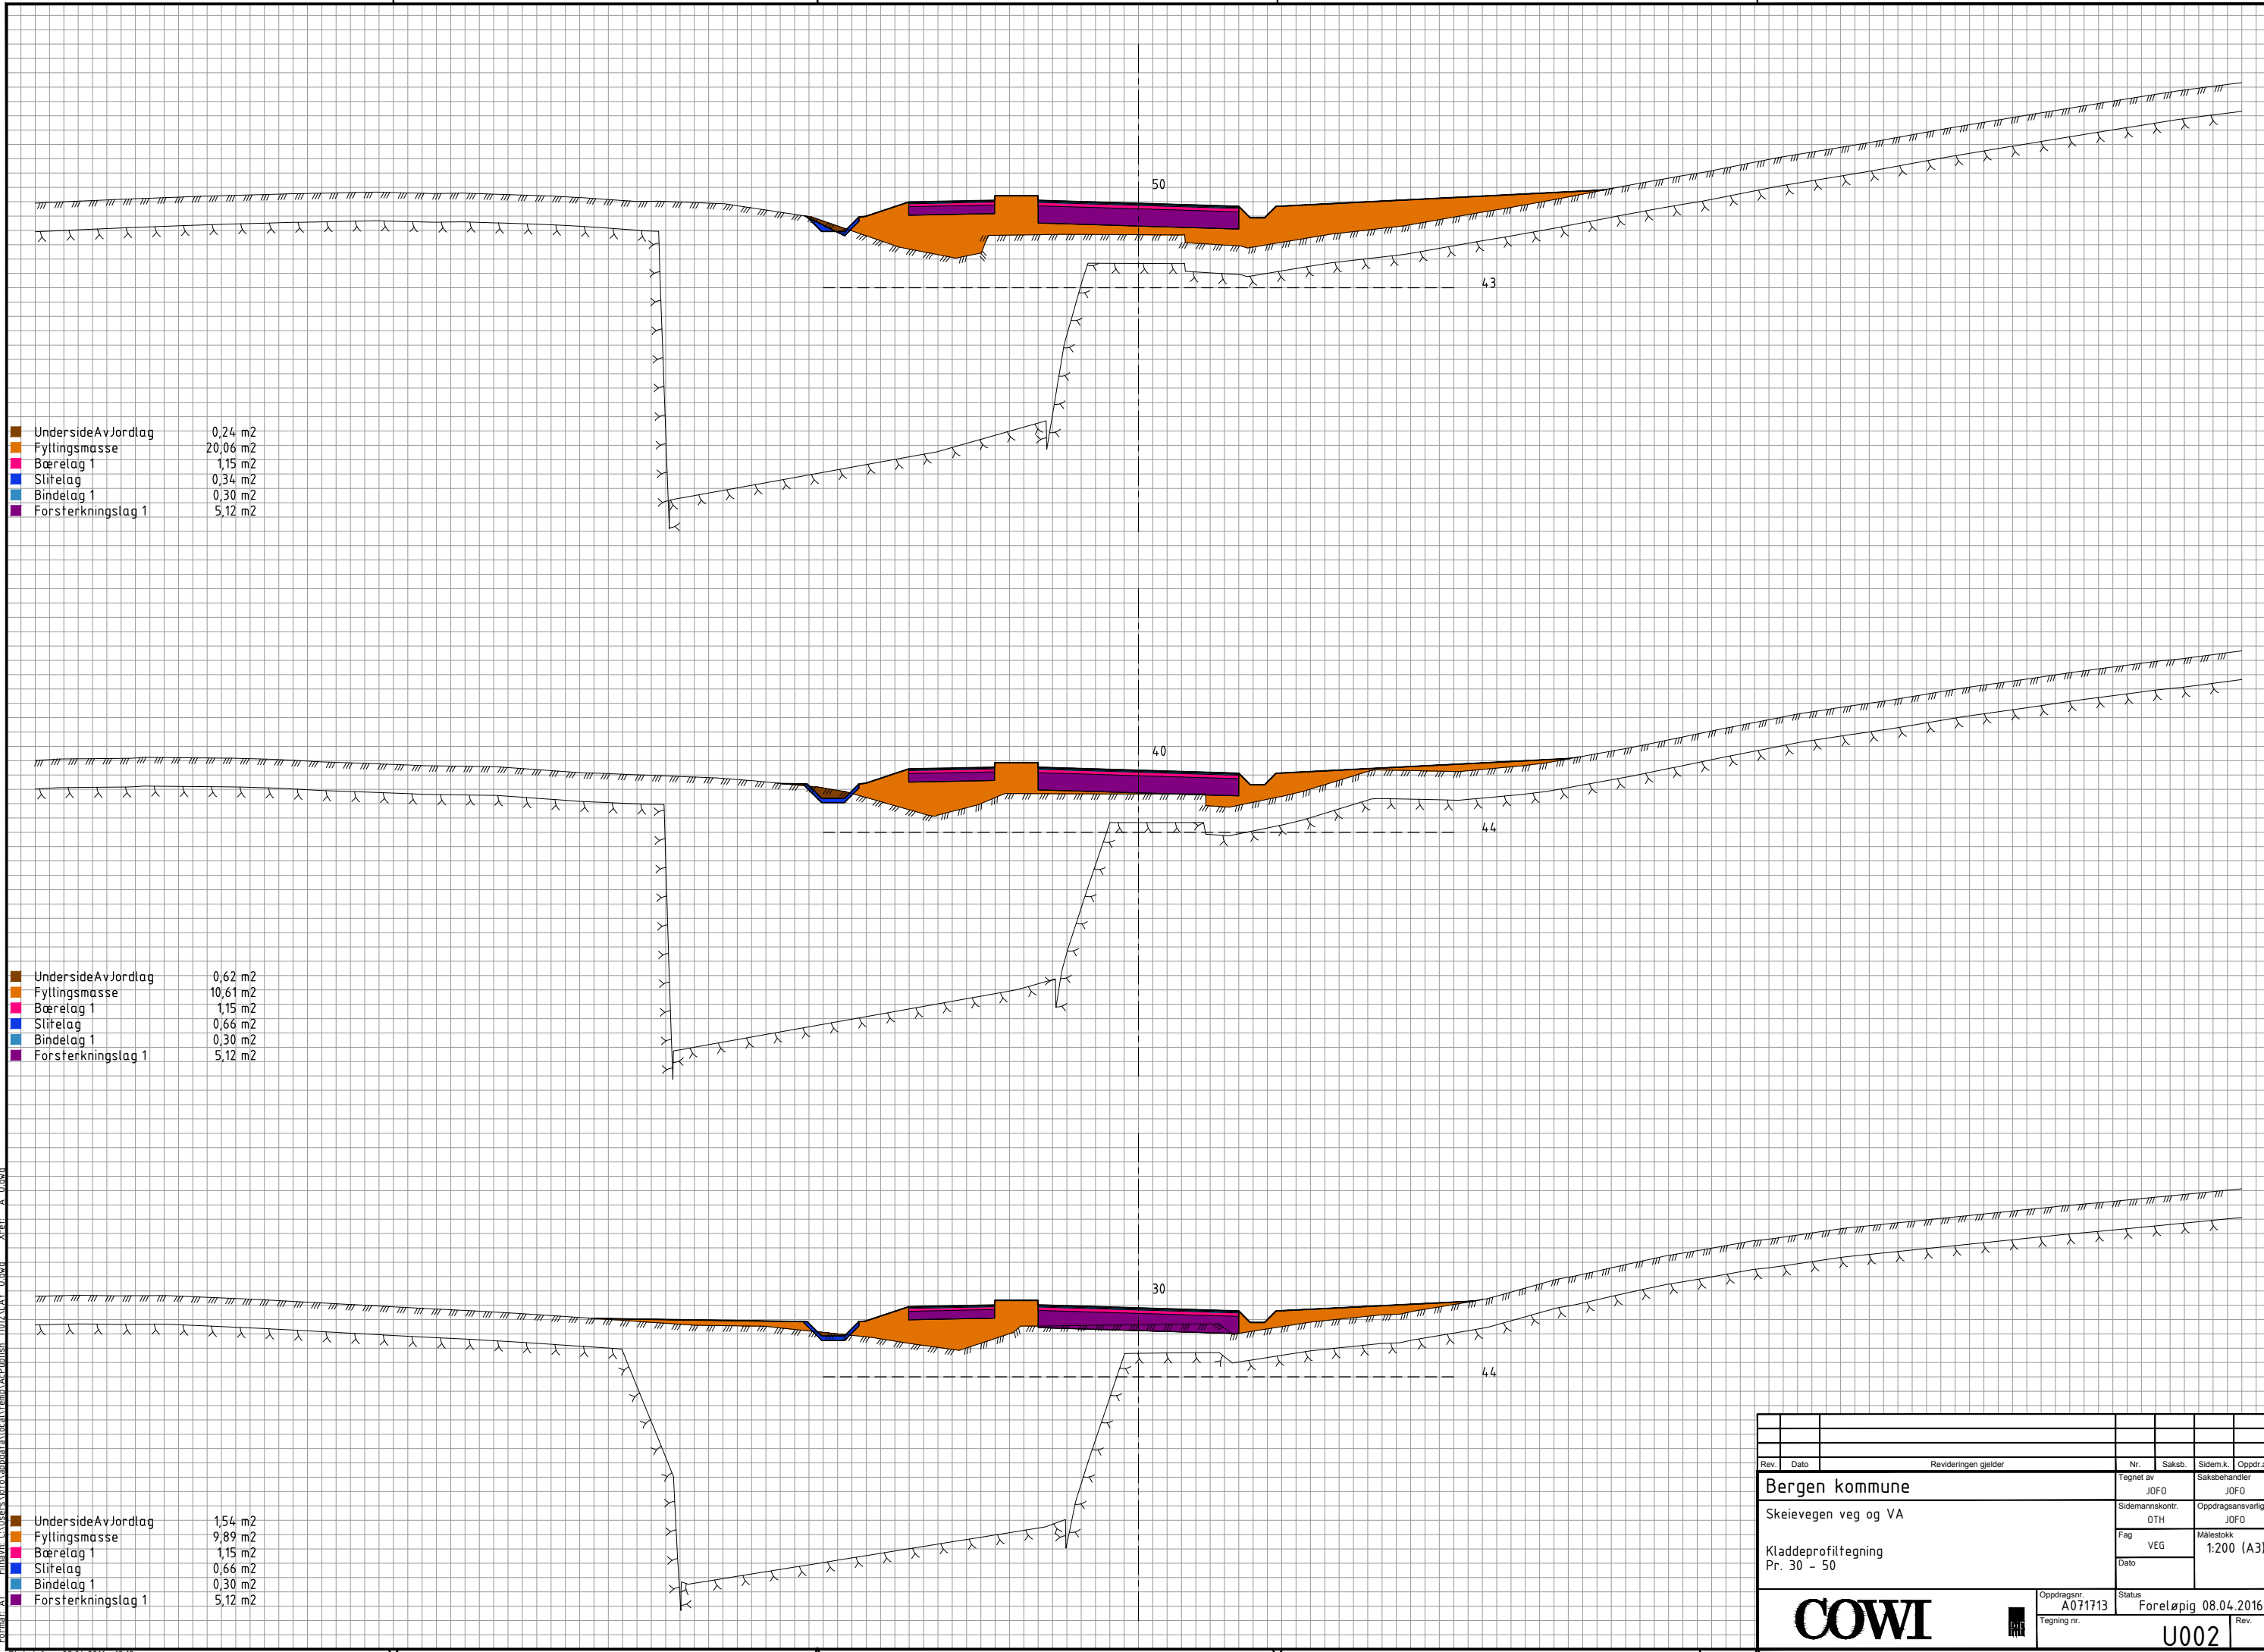 50
43
UndersideAvJordlag 0,24 m2
Fyllingsmasse 20,06 m2
Bærelag 1 1,15 m2
Slitelag 0,34 m2
Bindelag 1 0,30 m2
Forsterkningslag 1 5,12 m2
40
44
UndersideAvJordlag 0,62 m2
Fyllingsmasse 10,61 m2
Bærelag 1 1,15 m2
Slitelag 0,66 m2
Bindelag 1 0,30 m2
Forsterkningslag 1 5,12 m2
30
44
UndersideAvJordlag 1,54 m2
Fyllingsmasse 9,89 m2
Bærelag 1 1,15 m2
Slitelag 0,66 m2
Bindelag 1 0,30 m2
Forsterkningslag 1 5,12 m2
Rev. Dato Revideringen gjelder Nr. Saksb. Sidem.k.
Bergen kommune
Tegnet av Saksbehandler
JOFO JOFO
Skeievegen veg og VA
Sidemannskontr. Oppdragsansvarlig
OTH JOFO
Fag Målestokk
VEG 1:200 (A3)
Kladdeprofiltegning
Pr. 30 - 50
Dato
COWI
Oppdragsnr. Status
A071713 Foreløpig 08.04.2016
Tegning nr. Rev.
U002